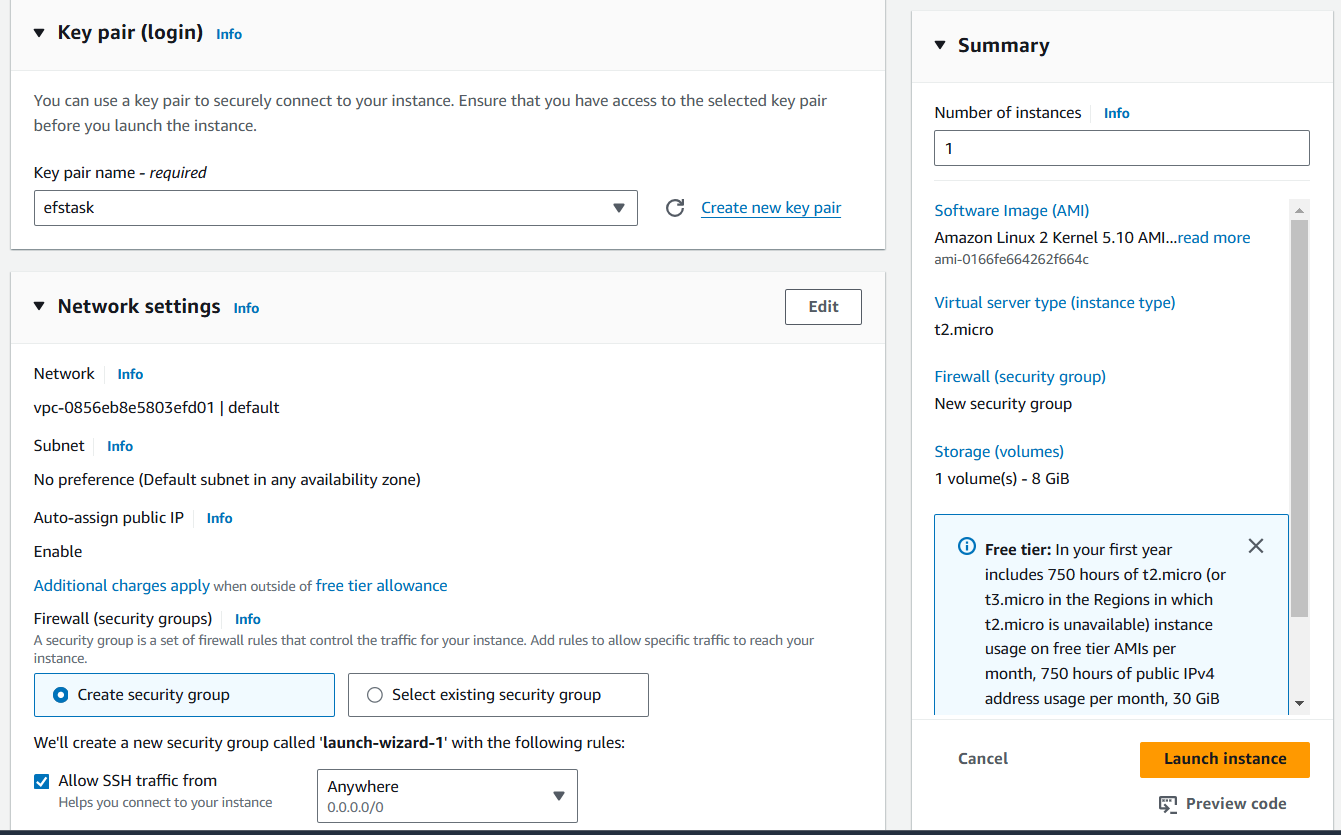 Key pair (login) Info
You can use a key pair to securely connect to your instance. Ensure that you have access to the selected key pair
before you launch the instance.
Key pair name - required
efstask
Create new key pair
Network settings Info
Edit
Network Info
vpc-0856eb8e5803efd01 | default
Subnet Info
No preference (Default subnet in any availability zone)
Auto-assign public IP Info
Enable
Additional charges apply when outside of free tier allowance
Firewall (security groups) Info
A security group is a set of firewall rules that control the traffic for your instance. Add rules to allow specific traffic to reach your
instance.
Create security group
Select existing security group
We'll create a new security group called 'launch-wizard-1' with the following rules:
Allow SSH traffic from
Helps you connect to your instance
Anywhere
0.0.0.0/0
Summary
Number of instances Info
1
Software Image (AMI)
Amazon Linux 2 Kernel 5.10 AMI...read more
ami-0166fe664262f664c
Virtual server type (instance type)
t2.micro
Firewall (security group)
New security group
Storage (volumes)
1 volume(s) - 8 GiB
Free tier: In your first year
includes 750 hours of t2.micro (or
t3.micro in the Regions in which
t2.micro is unavailable) instance
usage on free tier AMIs per
month, 750 hours of public IPv4
address usage per month, 30 GiB
Cancel
Launch instance
Preview code